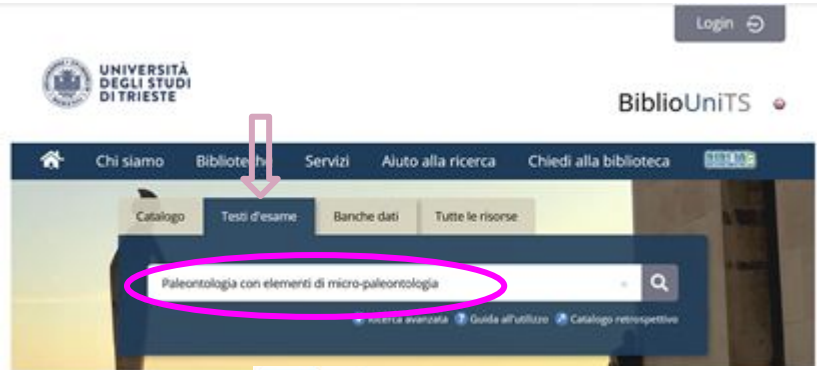 Login
UNIVERSITÀ
DEGLI STUDI
DI TRIESTE
BiblioUniTS
Chi siamo Biblioteche Servizi Aiuto alla ricerca Chiedi alla biblioteca
Catalogo Testi d'esame Banche dati Tutte le risorse
Paleontologia con elementi di micro-paleontologia ×
Ricerca avanzata Guida all'utilizzo Catalogo retrospettivo